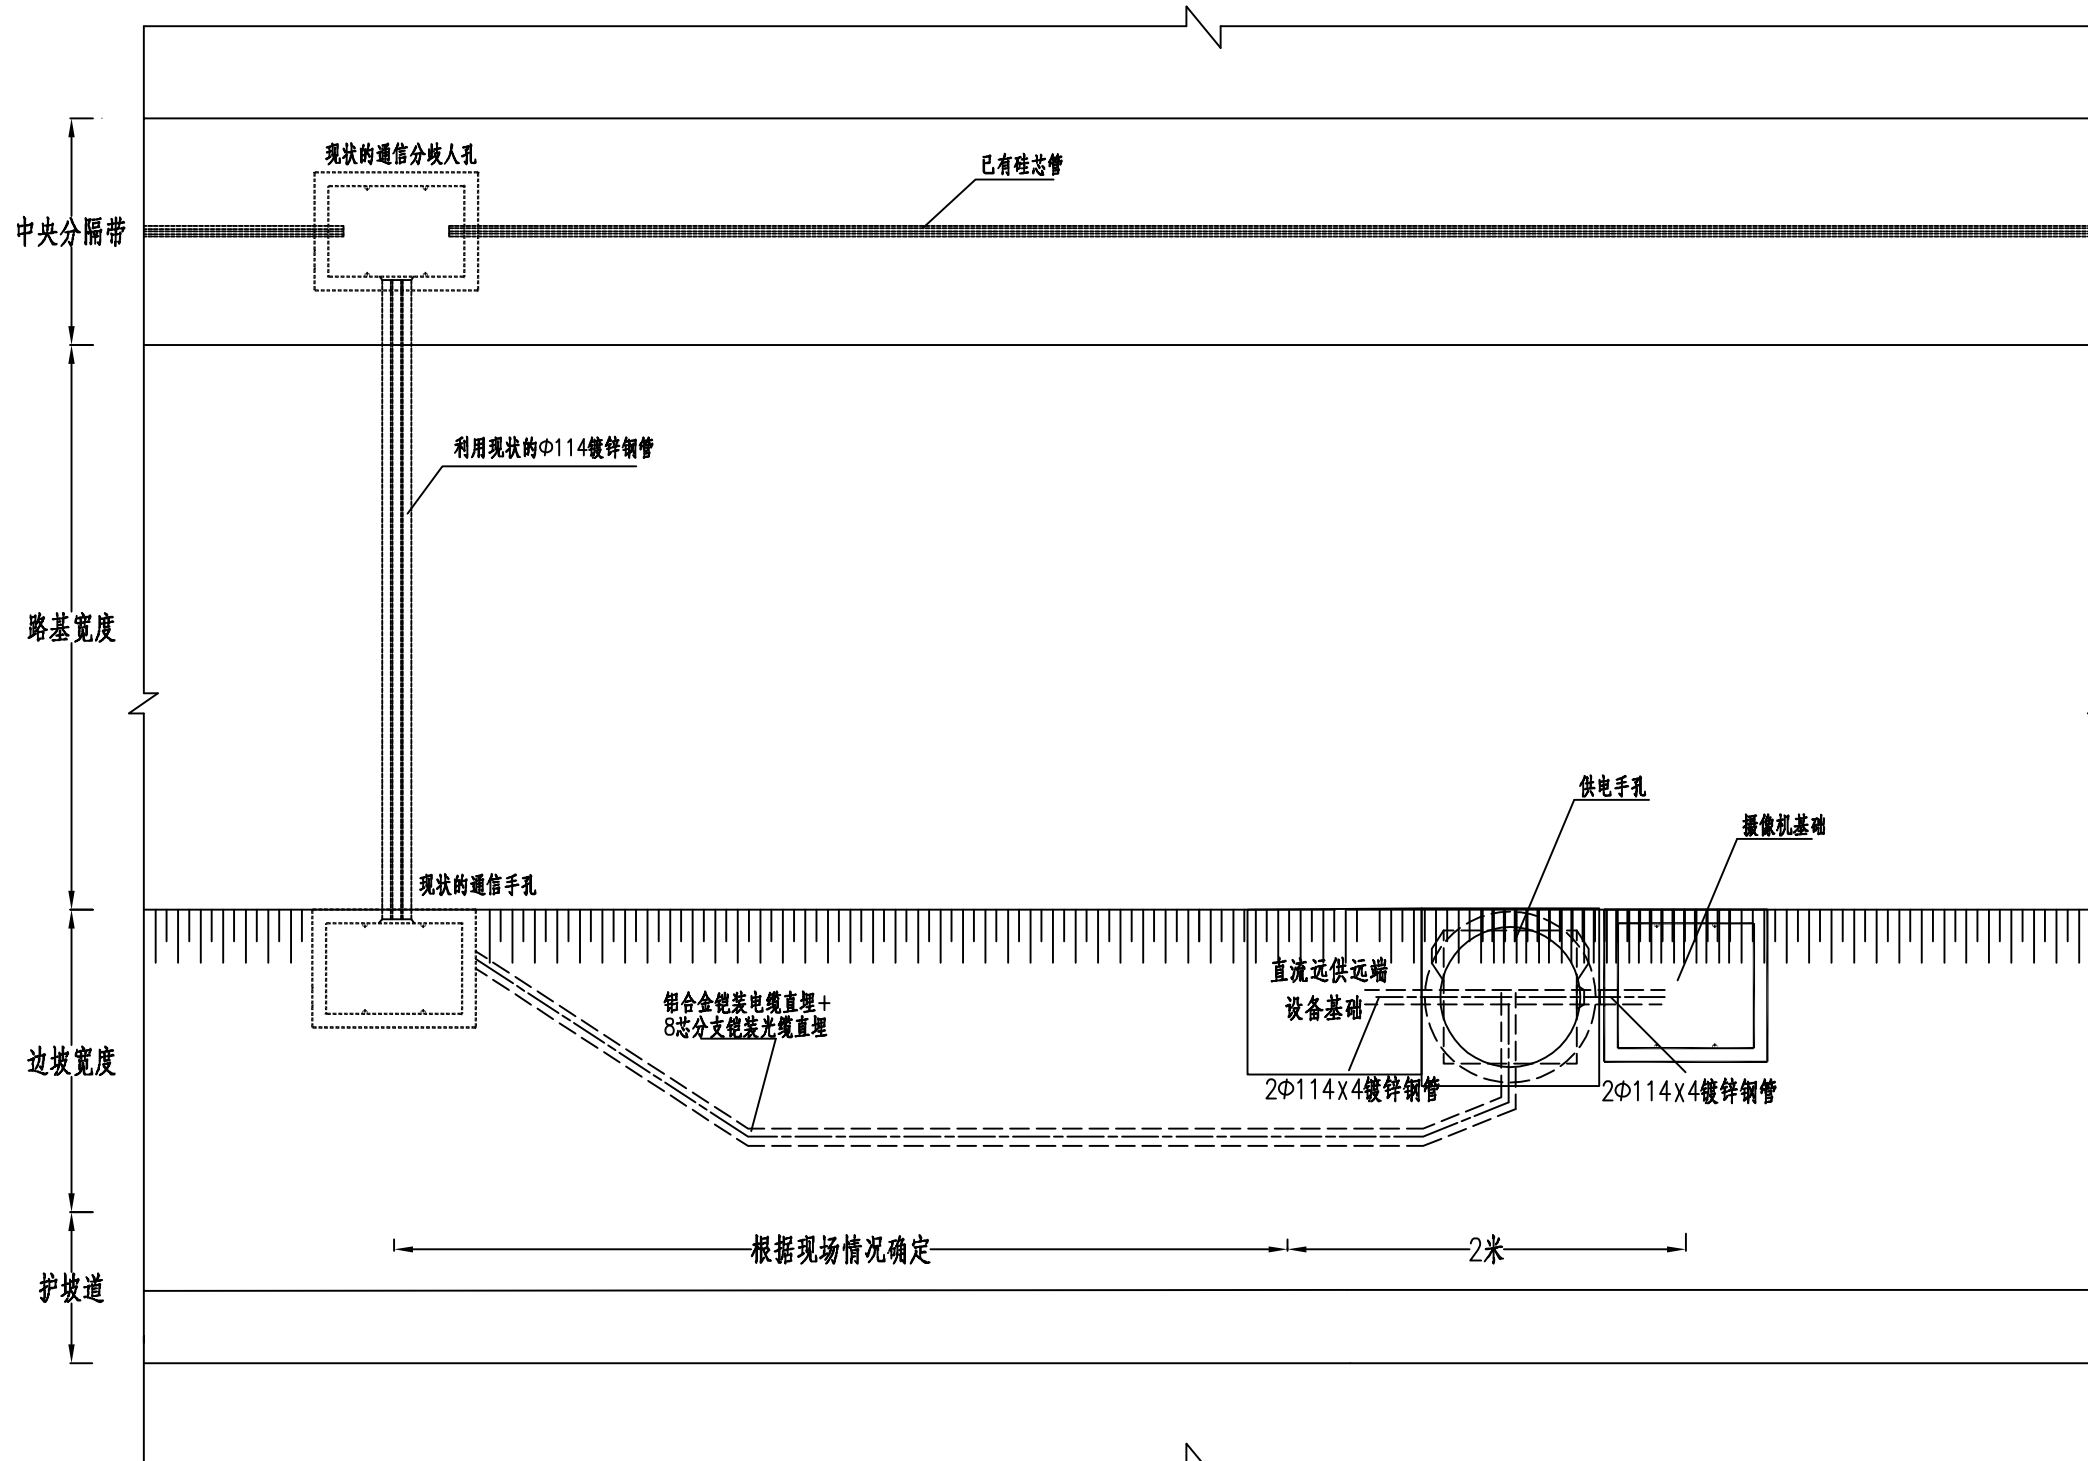 现状的通信分歧人孔
已有硅芯管
中央分隔带
利用现状的Φ114镀锌钢管
路基宽度
供电手孔
摄像机基础
现状的通信手孔
直流远供远端
设备基础
铝合金铠装电缆直埋+
8芯分支铠装光缆直埋
边坡宽度
2Φ114X4镀锌钢管
2Φ114X4镀锌钢管
根据现场情况确定
2米
护坡道